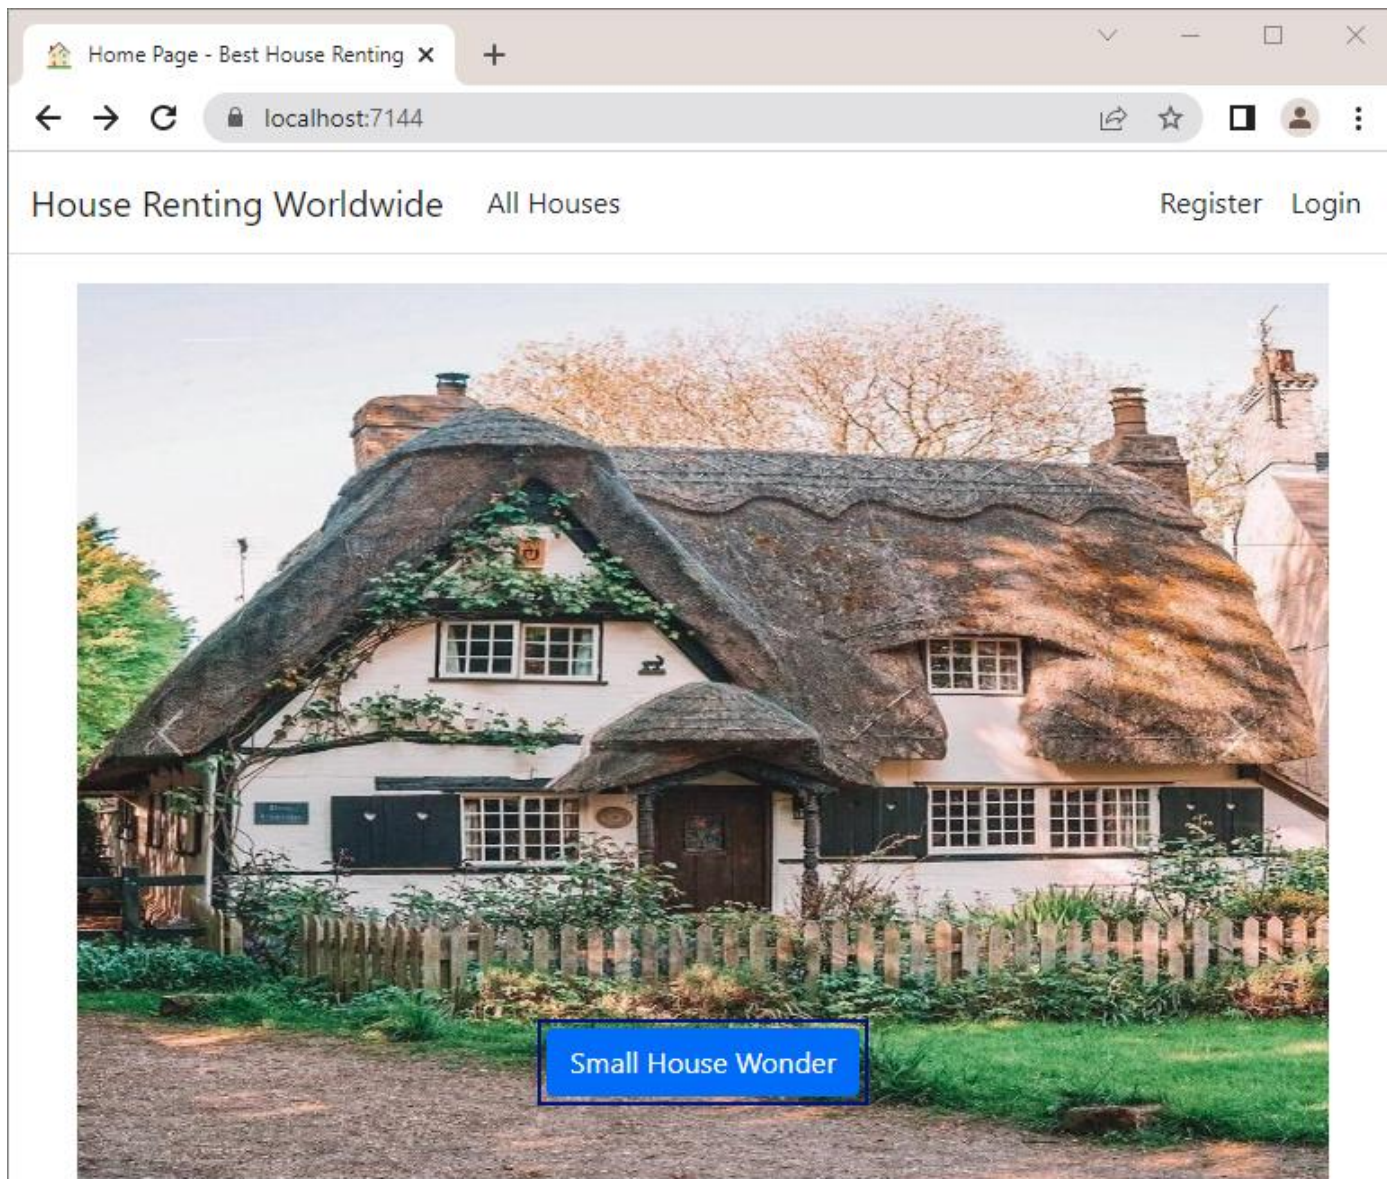 Home Page - Best House Renting
localhost:7144
House Renting Worldwide All Houses Register Login
Small House Wonder